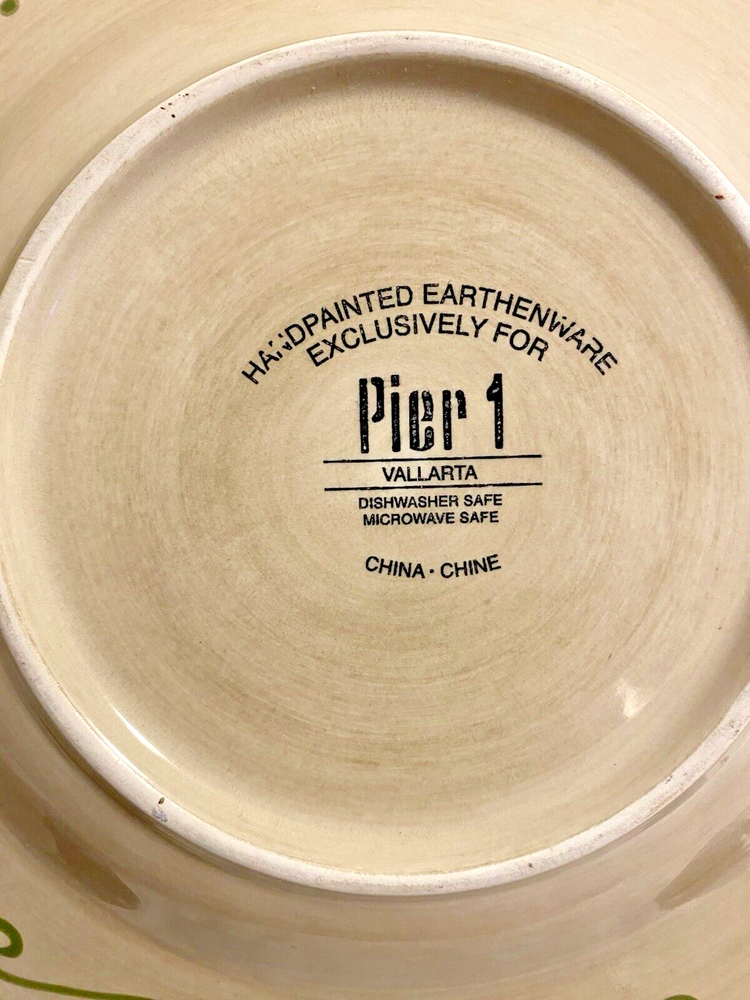 HANDPAINTED EARTHENWARE
EXCLUSIVELY FOR
Pier 1
VALLARTA
DISHWASHER SAFE
MICROWAVE SAFE
CHINA · CHINE